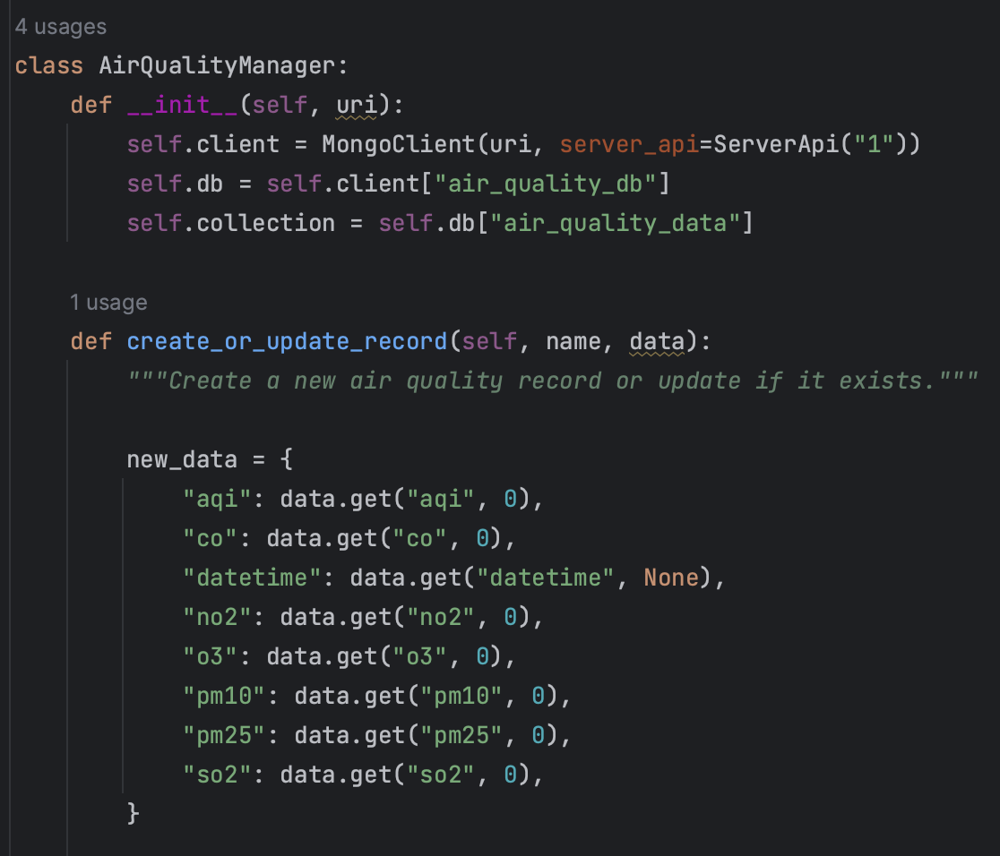 4 usages
class AirQualityManager:
    def __init__(self, uri):
        self.client = MongoClient(uri, server_api=ServerApi("1"))
        self.db = self.client["air_quality_db"]
        self.collection = self.db["air_quality_data"]
    1 usage
    def create_or_update_record(self, name, data):
        """Create a new air quality record or update if it exists."""
        new_data = {
            "aqi": data.get("aqi", 0),
            "co": data.get("co", 0),
            "datetime": data.get("datetime", None),
            "no2": data.get("no2", 0),
            "o3": data.get("o3", 0),
            "pm10": data.get("pm10", 0),
            "pm25": data.get("pm25", 0),
            "so2": data.get("so2", 0),
        }